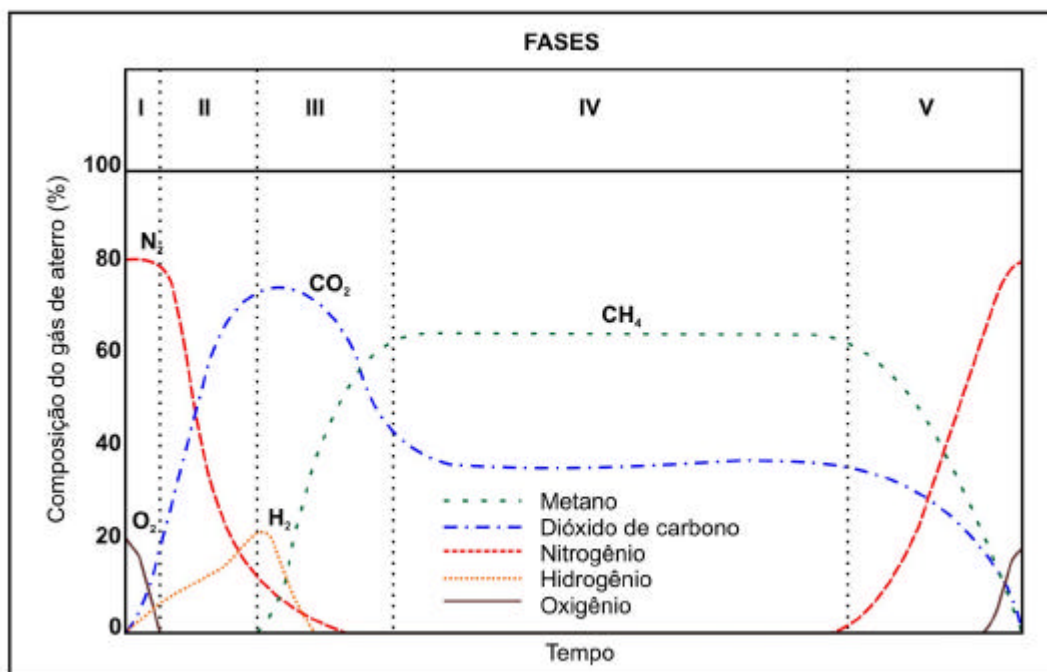 FASES
I II III IV V
100
80
60
40
20
0
Composição do gás de aterro (%)
N₂
CO₂
CH₄
O₂
H₂
Metano
Dióxido de carbono
Nitrogênio
Hidrogênio
Oxigênio
Tempo